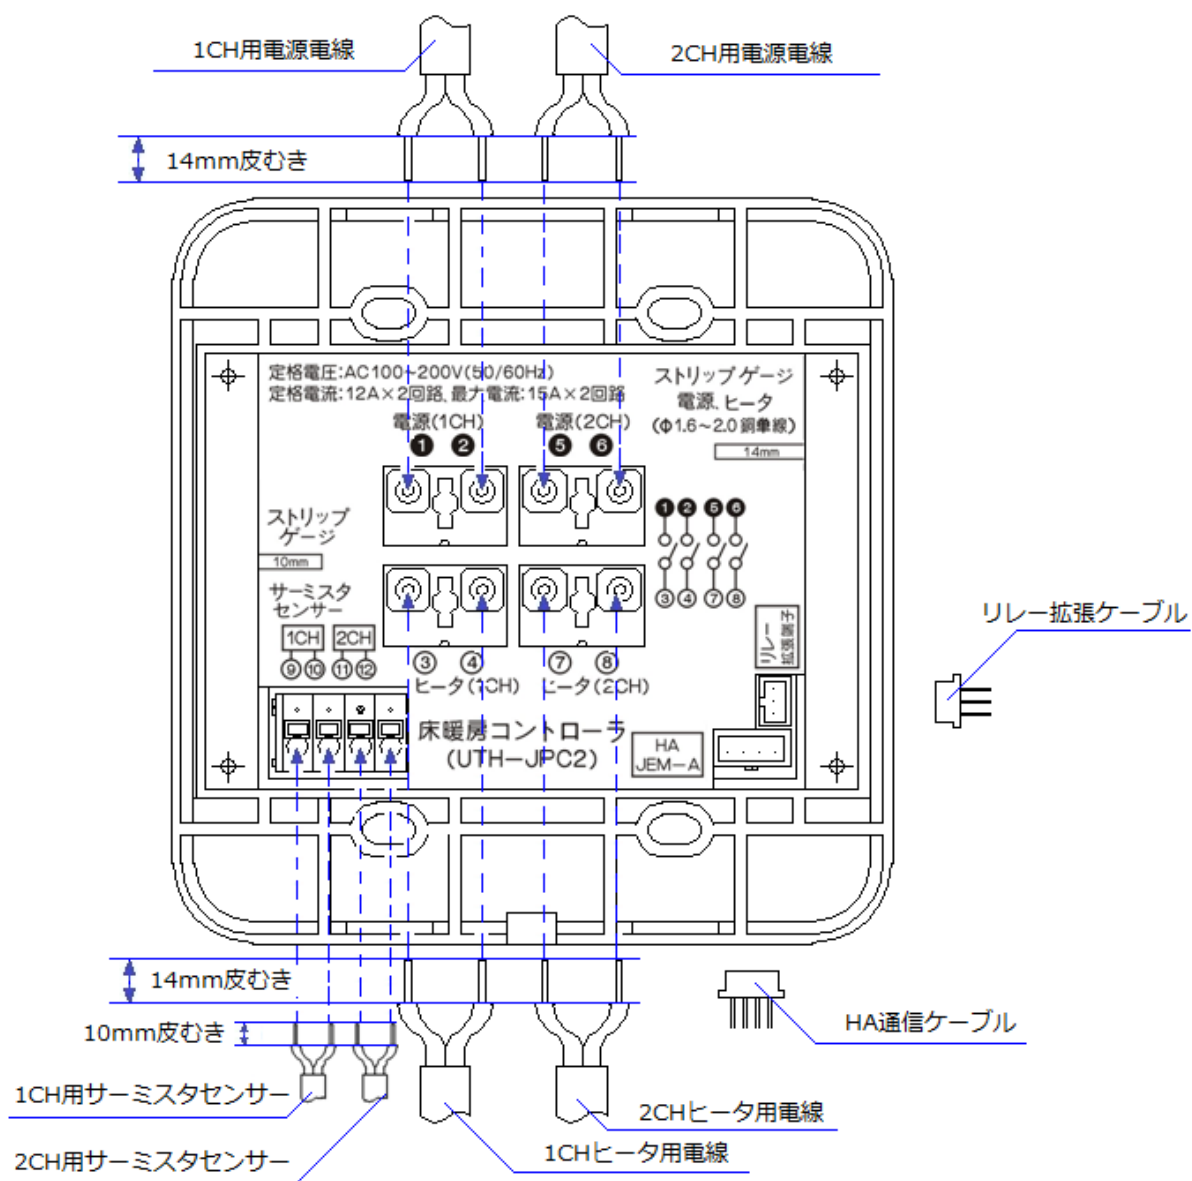 1CH用電源電線
2CH用電源電線
14mm皮むき
定格電圧:AC100~200V(50/60Hz)
定格電流:12A×2回路、最大電流:15A×2回路
電源(1CH)
電源(2CH)
❶ ❷
❺ ❻
ストリップゲージ
電源、ヒータ
(Φ1.6~2.0銅単線)
14mm
ストリップ
ゲージ
10mm
❶❷❺❻
③④⑦⑧
サーミスタ
センサー
1CH 2CH
⑨⑩⑪⑫
③ ④
⑦ ⑧
ヒータ(1CH)
ヒータ(2CH)
リレー
拡張端子
リレー拡張ケーブル
床暖房コントローラ
(UTH-JPC2)
HA
JEM-A
14mm皮むき
10mm皮むき
HA通信ケーブル
1CH用サーミスタセンサー
2CHヒータ用電線
1CHヒータ用電線
2CH用サーミスタセンサー